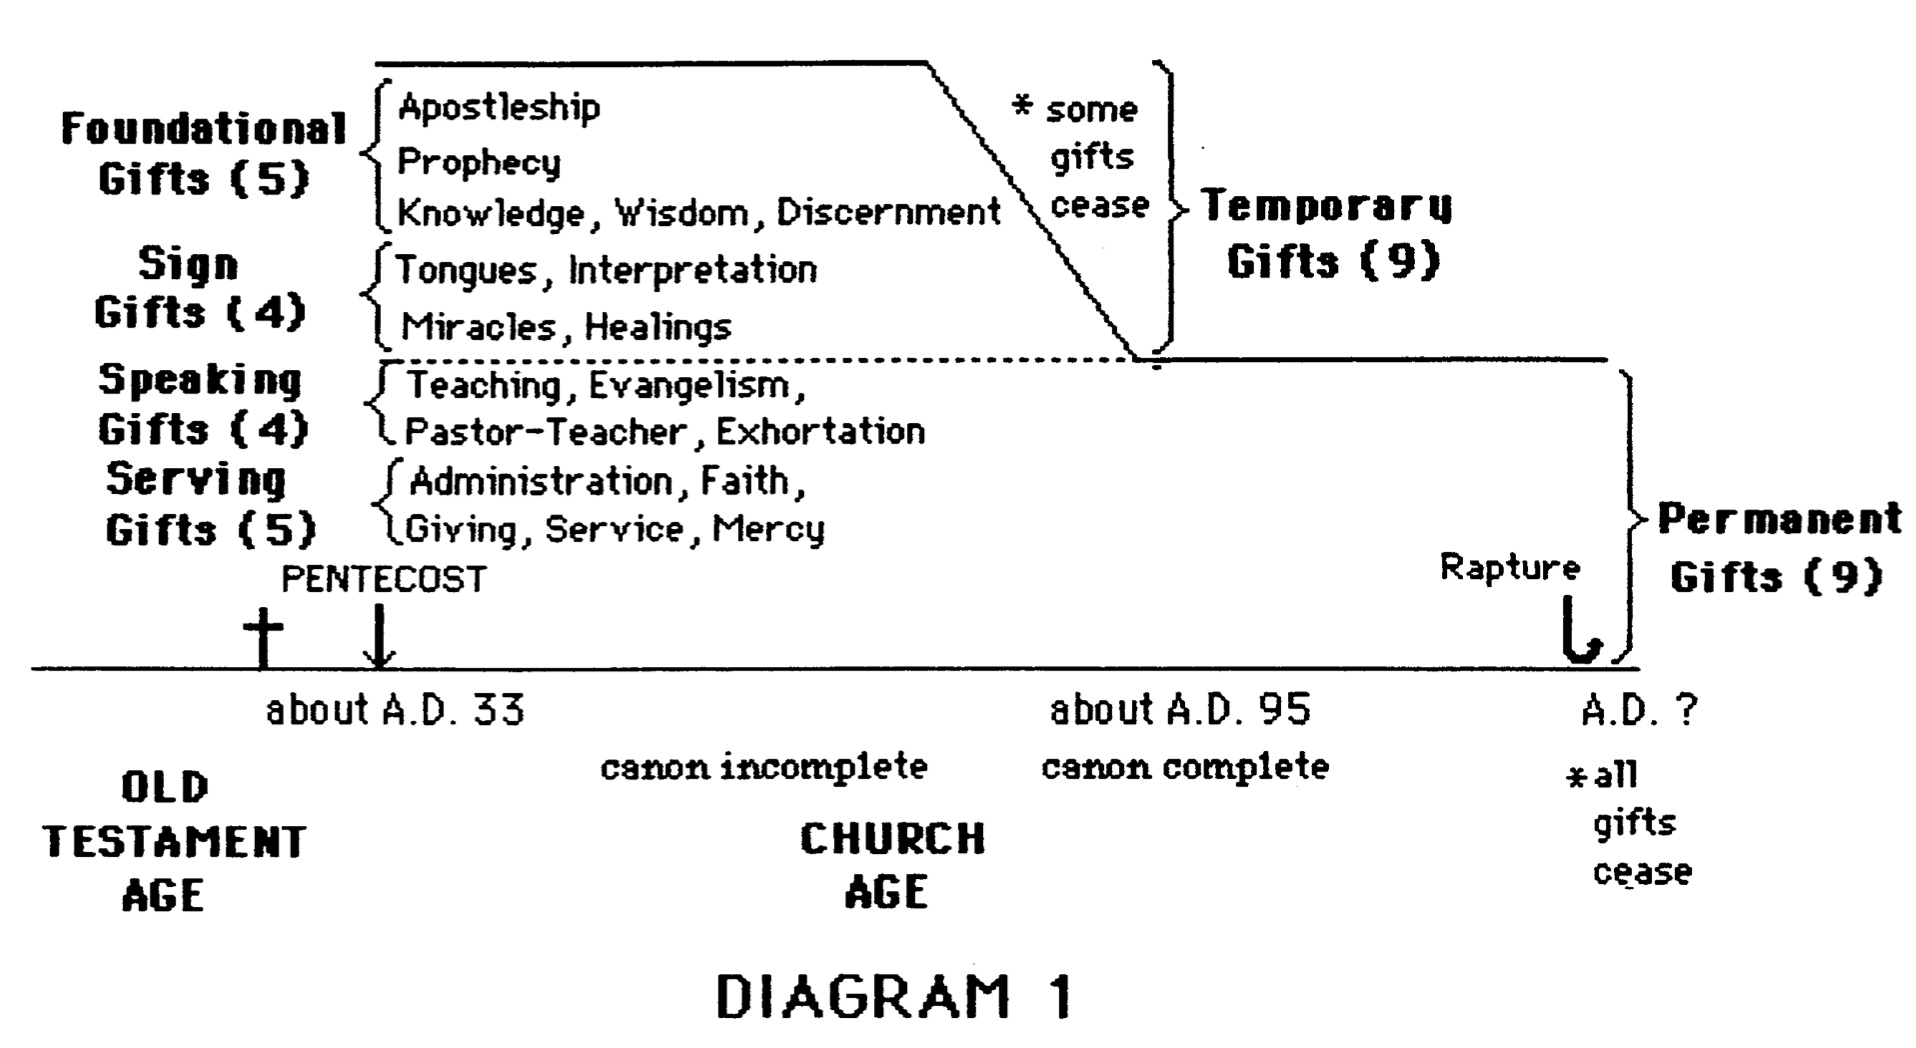 Foundational
Gifts (5)
Apostleship
Prophecy
Knowledge, Wisdom, Discernment
* some
gifts
cease
Temporary
Gifts (9)
Sign
Gifts (4)
Tongues, Interpretation
Miracles, Healings
Speaking
Gifts (4)
Teaching, Evangelism,
Pastor-Teacher, Exhortation
Serving
Gifts (5)
Administration, Faith,
Giving, Service, Mercy
Permanent
Gifts (9)
PENTECOST
Rapture
about A.D. 33
about A.D. 95
A.D. ?
canon incomplete
canon complete
* all
gifts
cease
OLD
TESTAMENT
AGE
CHURCH
AGE
DIAGRAM 1